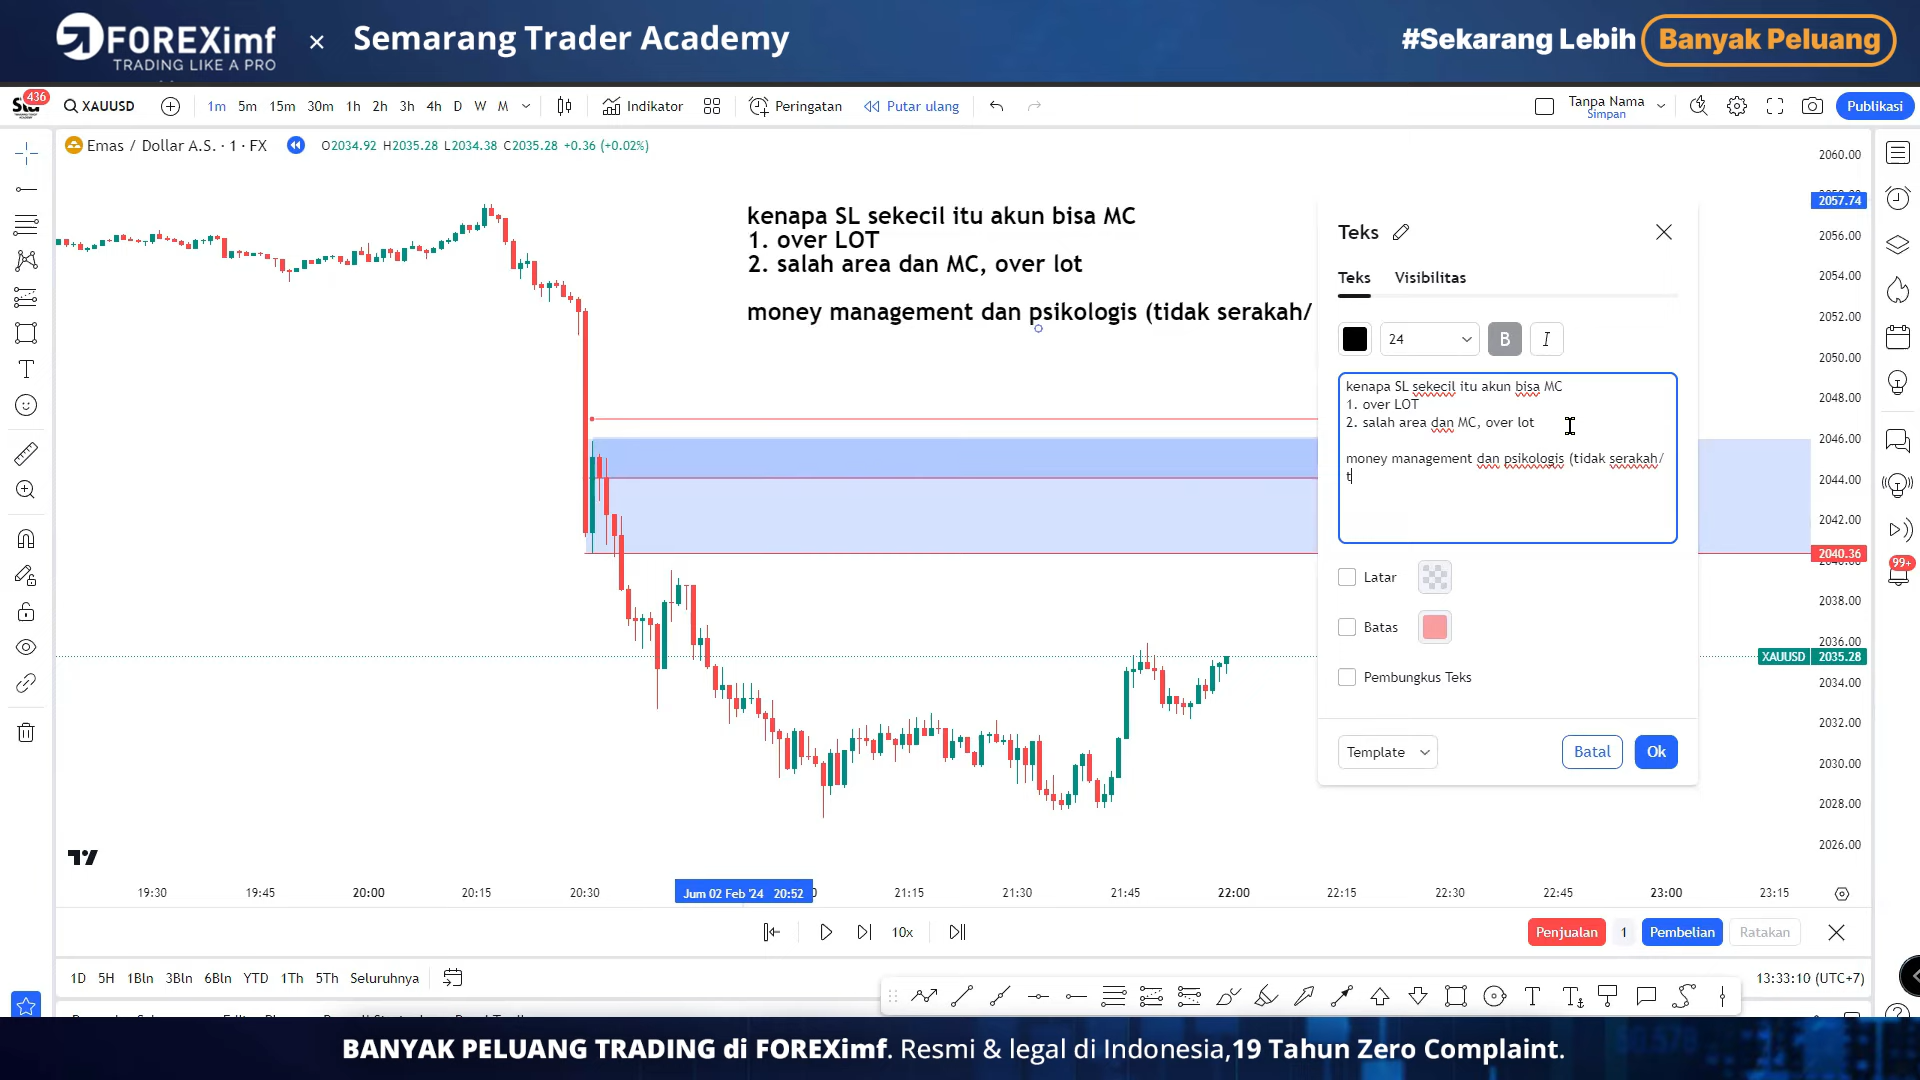 FOREXimf
TRADING LIKE A PRO
×
Semarang Trader Academy
#Sekarang Lebih Banyak Peluang
436
XAUUSD
1m 5m 15m 30m 1h 2h 3h 4h D W M
Indikator
Peringatan
Putar ulang
Tanpa Nama
Simpan
Publikasi
Emas / Dollar A.S. · 1 · FX
O2034.92 H2035.28 L2034.38 C2035.28 +0.36 (+0.02%)
kenapa SL sekecil itu akun bisa MC
1. over LOT
2. salah area dan MC, over lot
money management dan psikologis (tidak serakah/
Teks
Teks Visibilitas
24
B I
kenapa SL sekecil itu akun bisa MC
1. over LOT
2. salah area dan MC, over lot
money management dan psikologis (tidak serakah/
t
Latar
Batas
Pembungkus Teks
Template
Batal
Ok
2060.00
2057.74
2056.00
2054.00
2052.00
2050.00
2048.00
2046.00
2044.00
2042.00
2040.36
2038.00
2036.00
XAUUSD 2035.28
2034.00
2032.00
2030.00
2028.00
2026.00
99+
19:30 19:45 20:00 20:15 20:30 Jum 02 Feb '24 20:52 21:15 21:30 21:45 22:00 22:15 22:30 22:45 23:00 23:15
10x
Penjualan 1 Pembelian Ratakan
1D 5H 1Bln 3Bln 6Bln YTD 1Th 5Th Seluruhnya
13:33:10 (UTC+7)
BANYAK PELUANG TRADING di FOREXimf. Resmi & legal di Indonesia,19 Tahun Zero Complaint.